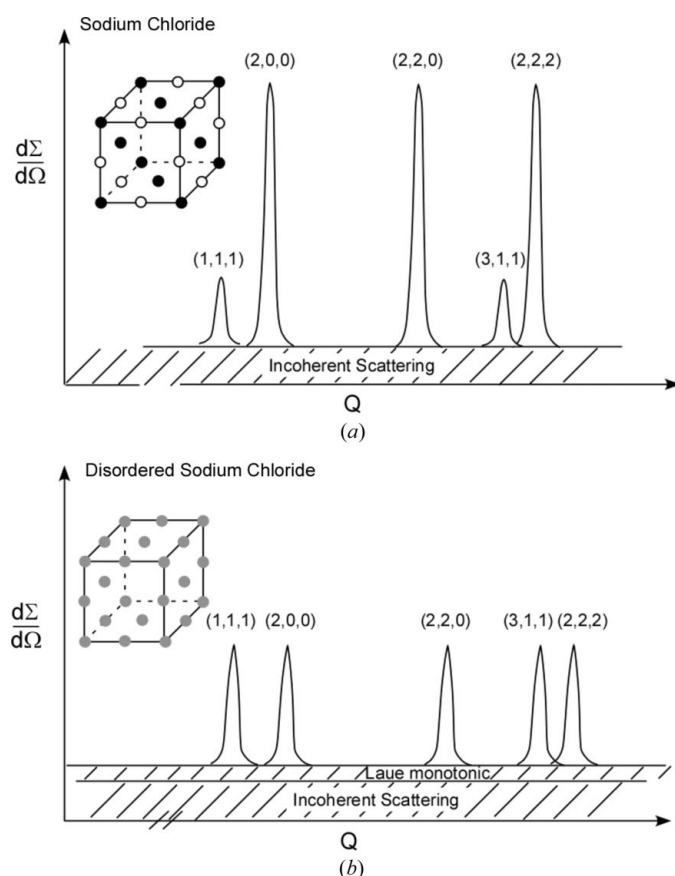 Sodium Chloride
(2,0,0) (2,2,0) (2,2,2)
dΣ
dΩ
(1,1,1) (3,1,1)
Incoherent Scattering
Q
(a)
Disordered Sodium Chloride
dΣ
dΩ
(1,1,1) (2,0,0) (2,2,0) (3,1,1) (2,2,2)
Laue monotonic
Incoherent Scattering
Q
(b)